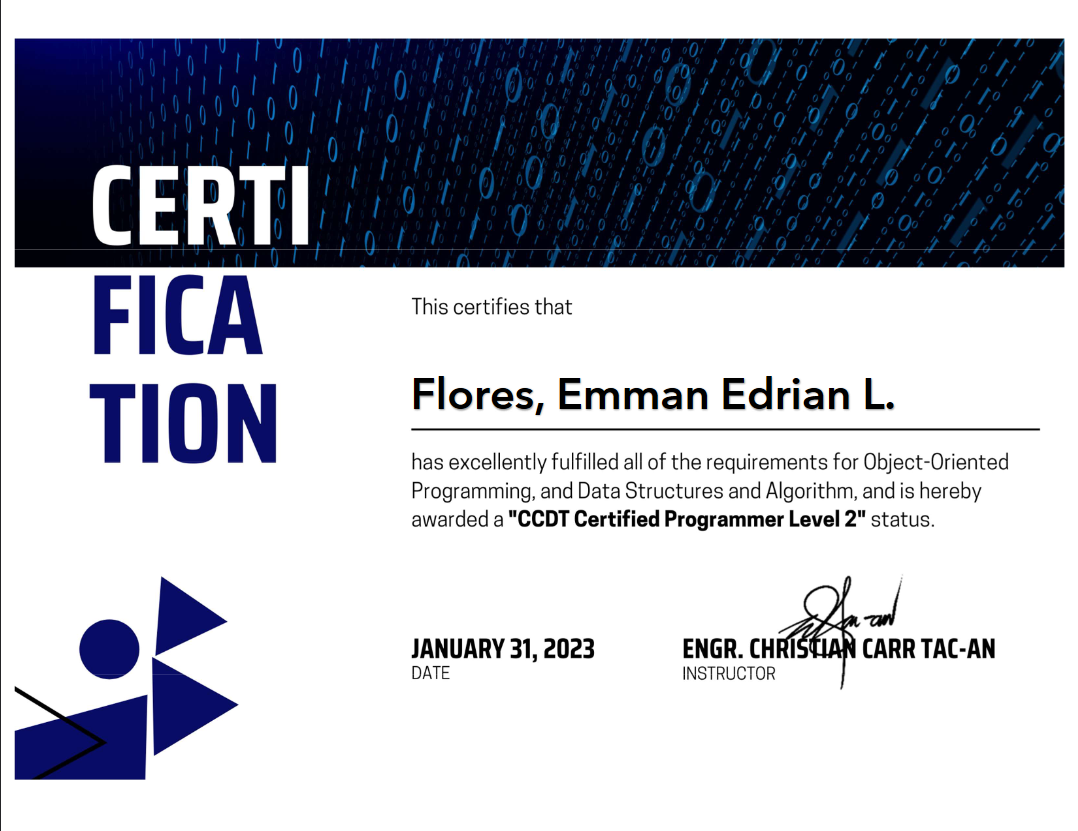 CERTI
FICA
TION
This certifies that
Flores, Emman Edrian L.
has excellently fulfilled all of the requirements for Object-Oriented
Programming, and Data Structures and Algorithm, and is hereby
awarded a "CCDT Certified Programmer Level 2" status.
JANUARY 31, 2023
DATE
ENGR. CHRISTIAN CARR TAC-AN
INSTRUCTOR